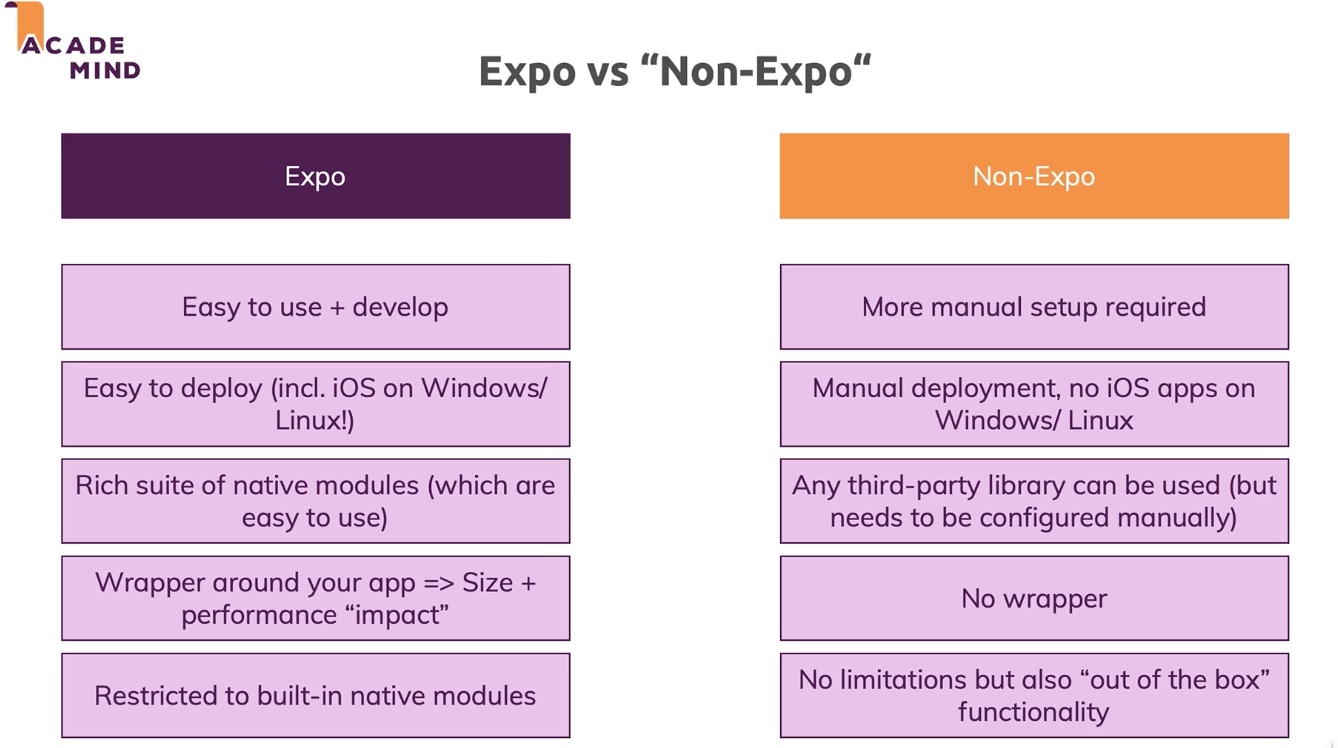 ACADE
MIND
Expo vs “Non-Expo“
Expo
Non-Expo
Easy to use + develop
More manual setup required
Easy to deploy (incl. iOS on Windows/
Linux!)
Manual deployment, no iOS apps on
Windows/ Linux
Rich suite of native modules (which are
easy to use)
Any third-party library can be used (but
needs to be configured manually)
Wrapper around your app => Size +
performance “impact”
No wrapper
Restricted to built-in native modules
No limitations but also “out of the box”
functionality